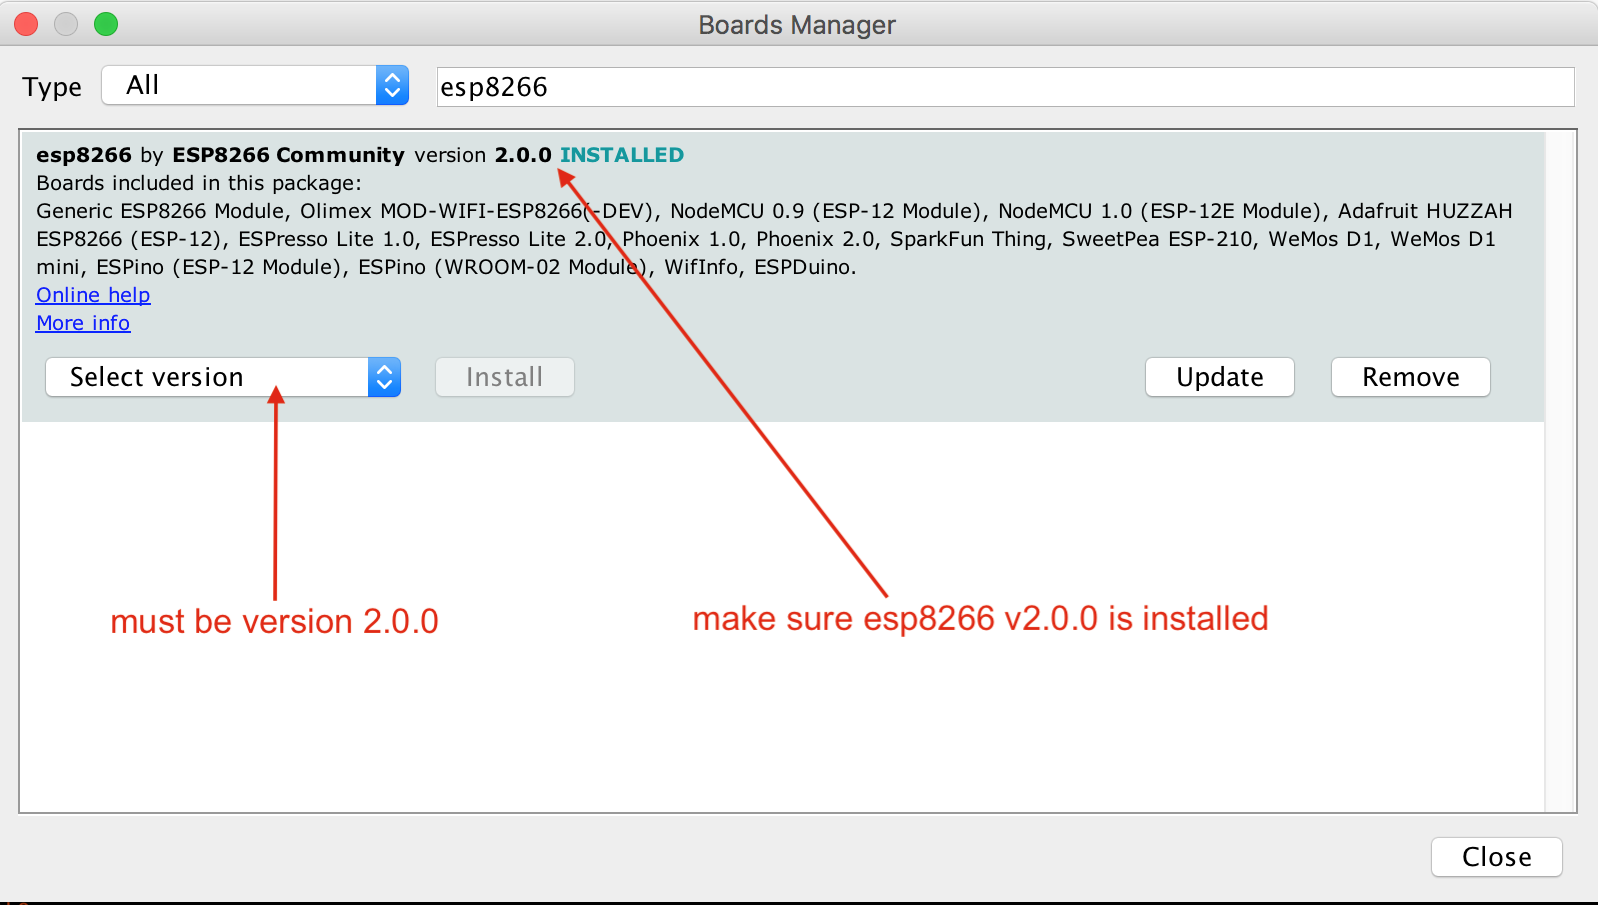 Boards Manager
Type All esp8266
esp8266 by ESP8266 Community version 2.0.0 INSTALLED
Boards included in this package:
Generic ESP8266 Module, Olimex MOD-WIFI-ESP8266(-DEV), NodeMCU 0.9 (ESP-12 Module), NodeMCU 1.0 (ESP-12E Module), Adafruit HUZZAH
ESP8266 (ESP-12), ESPresso Lite 1.0, ESPresso Lite 2.0, Phoenix 1.0, Phoenix 2.0, SparkFun Thing, SweetPea ESP-210, WeMos D1, WeMos D1
mini, ESPino (ESP-12 Module), ESPino (WROOM-02 Module), WifInfo, ESPDuino.
Online help
More info
Select version Install Update Remove
must be version 2.0.0
make sure esp8266 v2.0.0 is installed
Close